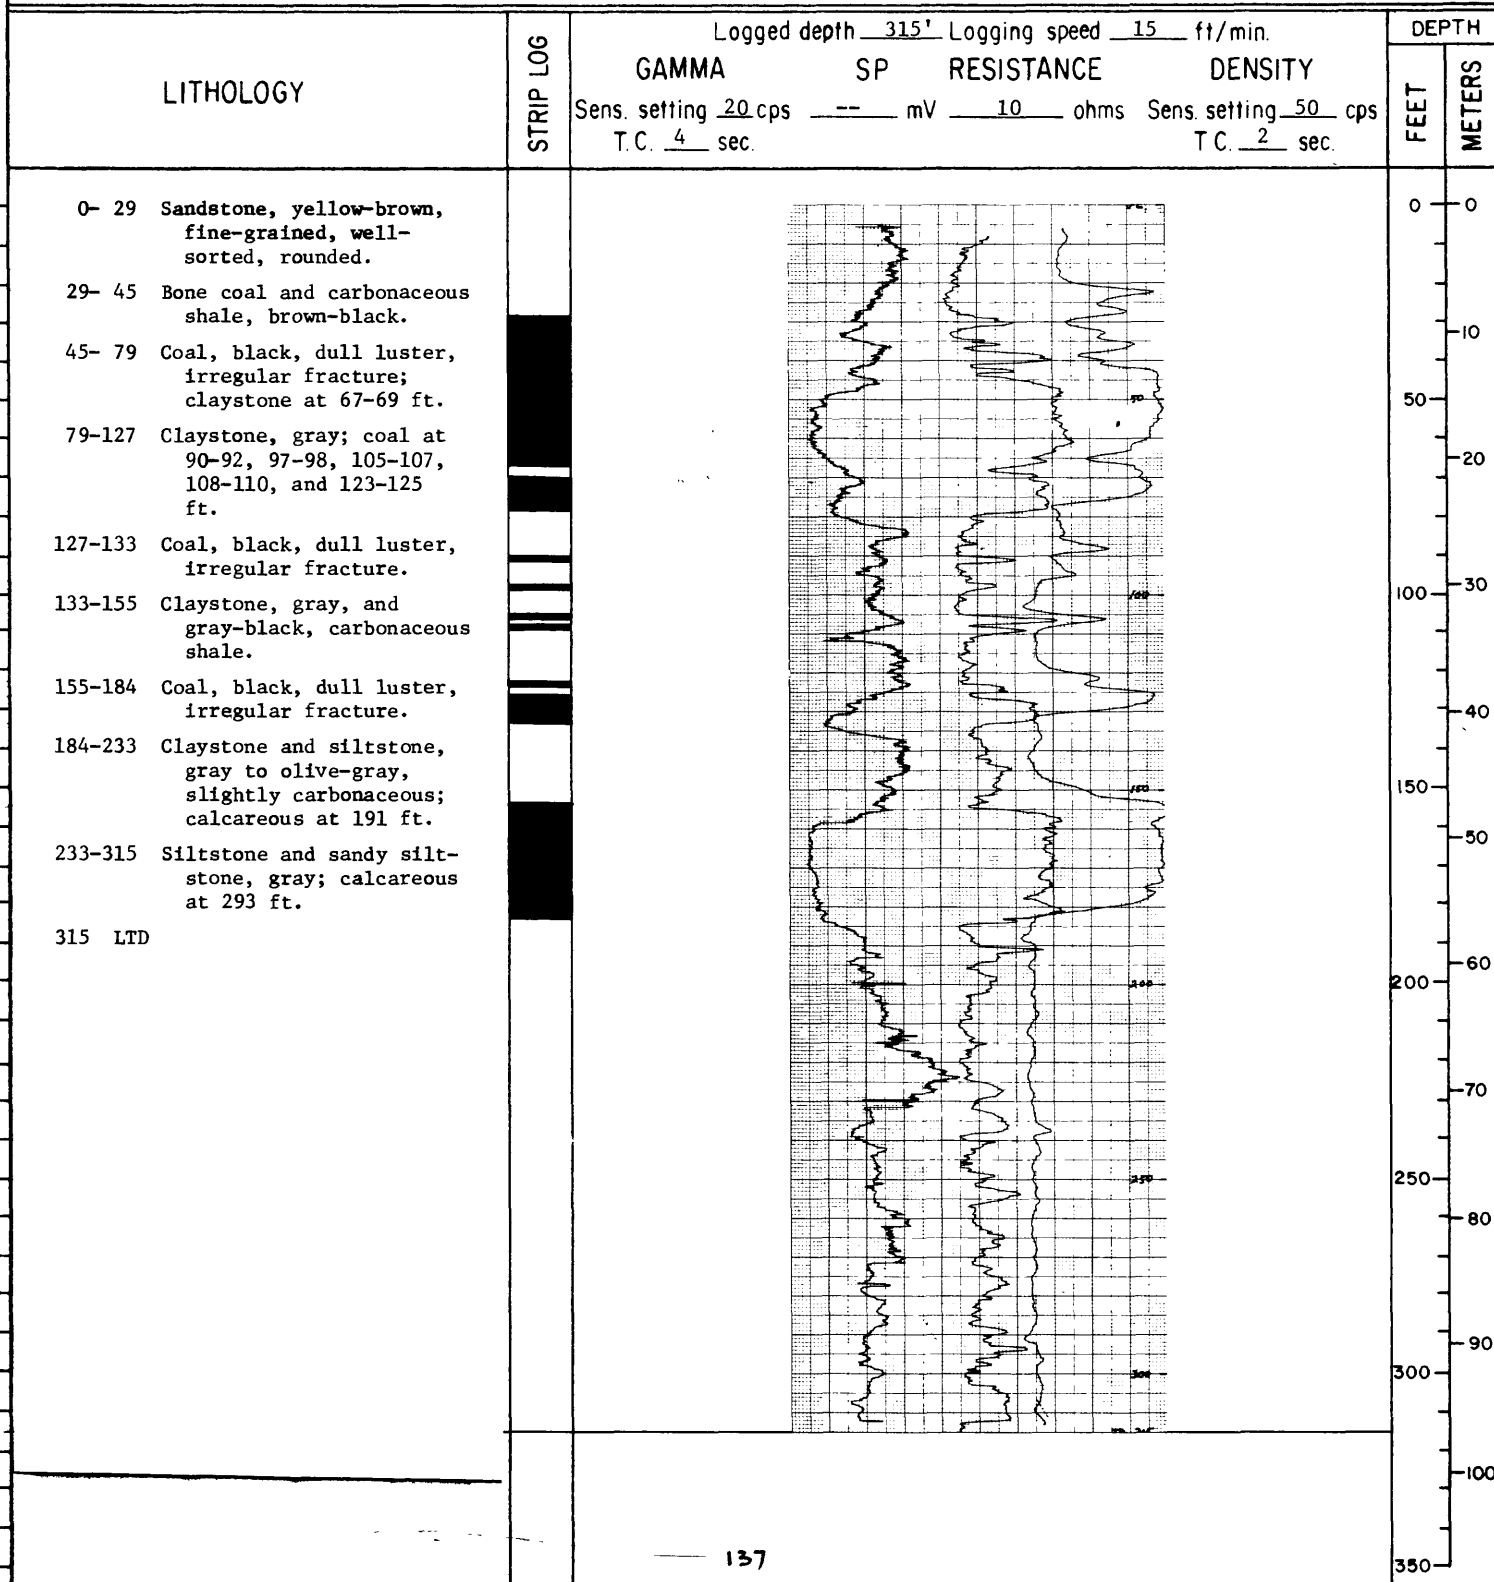 Logged depth 315' Logging speed 15 ft/min.
DEPTH
LITHOLOGY
STRIP LOG
GAMMA SP RESISTANCE DENSITY
FEET
METERS
Sens. setting 20 cps -- mV 10 ohms Sens. setting 50 cps
T.C. 4 sec. T C. 2 sec.
0- 29 Sandstone, yellow-brown,
fine-grained, well-
sorted, rounded.
29- 45 Bone coal and carbonaceous
shale, brown-black.
45- 79 Coal, black, dull luster,
irregular fracture;
claystone at 67-69 ft.
79-127 Claystone, gray; coal at
90-92, 97-98, 105-107,
108-110, and 123-125
ft.
127-133 Coal, black, dull luster,
irregular fracture.
133-155 Claystone, gray, and
gray-black, carbonaceous
shale.
155-184 Coal, black, dull luster,
irregular fracture.
184-233 Claystone and siltstone,
gray to olive-gray,
slightly carbonaceous;
calcareous at 191 ft.
233-315 Siltstone and sandy silt-
stone, gray; calcareous
at 293 ft.
315 LTD
50
100
150
200
250
300
0 0
10
50
20
100 30
40
150
50
60
200
70
250
80
90
300
100
350
137